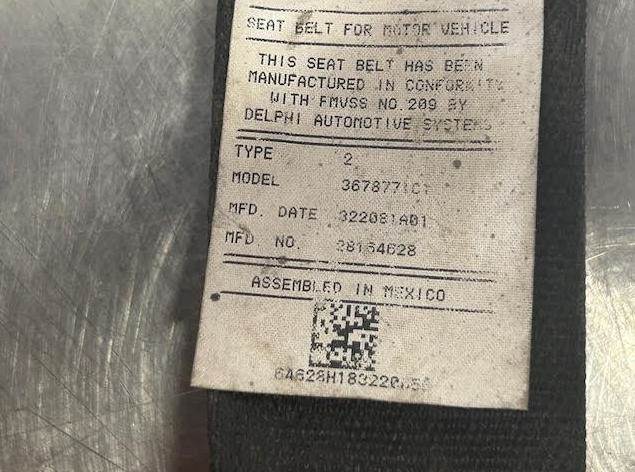 SEAT BELT FOR MOTOR VEHICLE
THIS SEAT BELT HAS BEEN
MANUFACTURED IN CONFORMITY
WITH FMVSS NO. 209 BY
DELPHI AUTOMOTIVE SYSTEMS
TYPE 2
MODEL 3678771C1
MFD. DATE 322081A01
MFD NO. 28164628
ASSEMBLED IN MEXICO